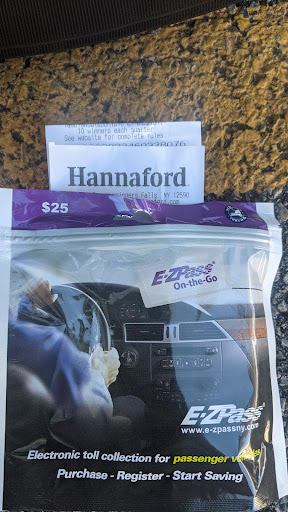 10 winners each quarter
See website for complete rules.
Hannaford
Falls, NY 12590
$25
E-ZPass®
On-the-Go
E-ZPass®
www.e-zpassny.com
Electronic toll collection for passenger vehicles
Purchase - Register - Start Saving